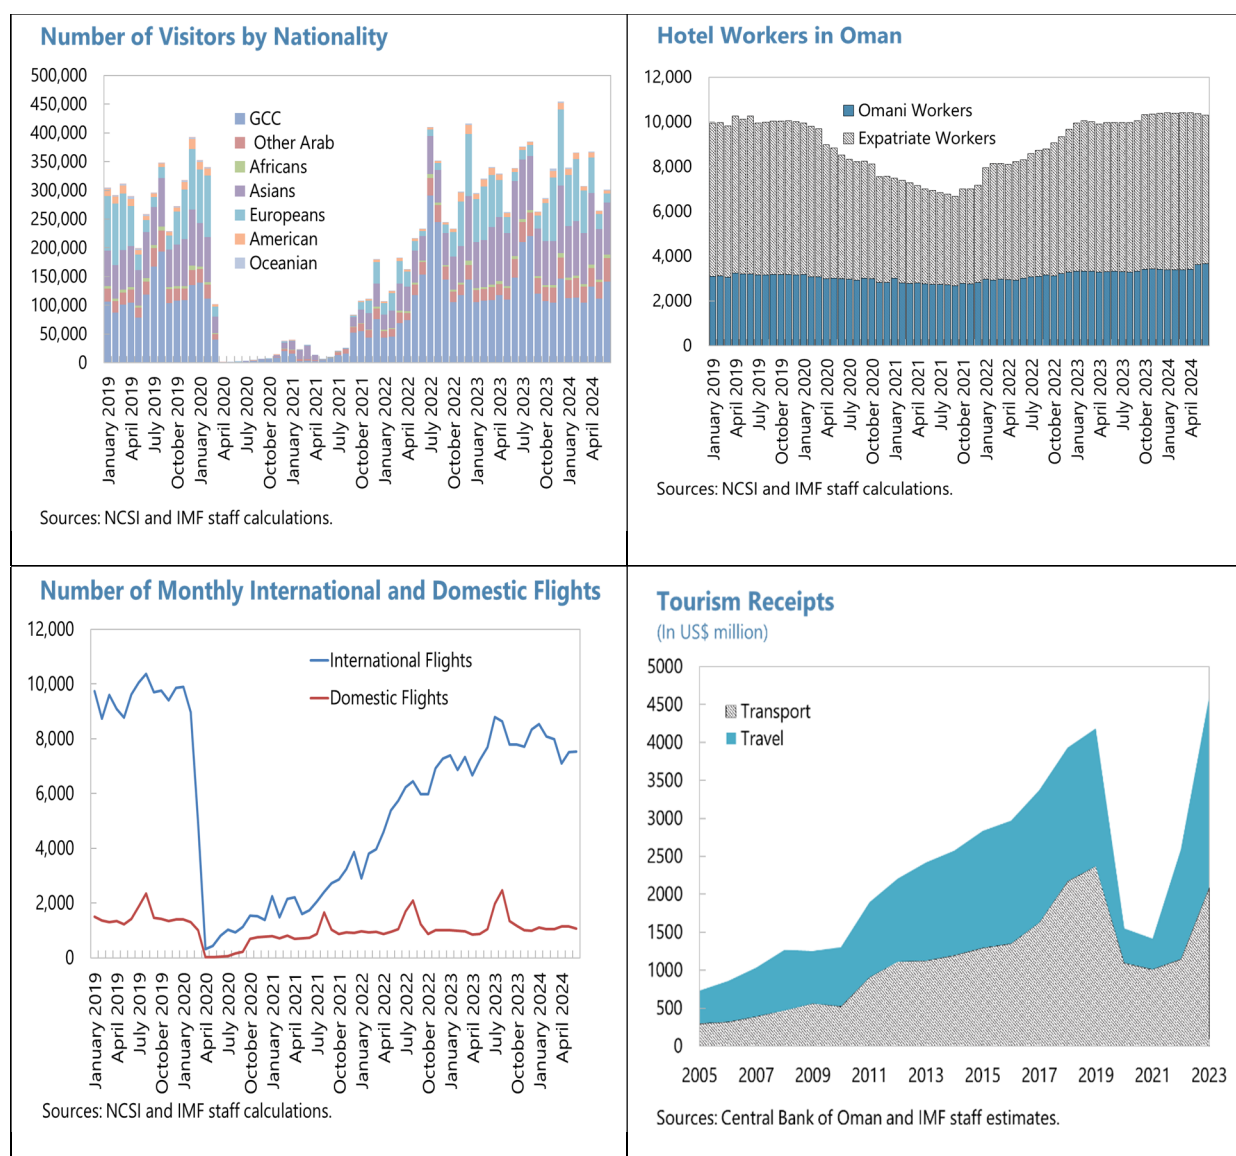 Number of Visitors by Nationality
500,000
450,000
400,000
350,000
300,000
250,000
200,000
150,000
100,000
50,000
0
GCC
Other Arab
Africans
Asians
Europeans
American
Oceanian
January 2019
April 2019
July 2019
October 2019
January 2020
April 2020
July 2020
October 2020
January 2021
April 2021
July 2021
October 2021
January 2022
April 2022
July 2022
October 2022
January 2023
April 2023
July 2023
October 2023
January 2024
April 2024
Sources: NCSI and IMF staff calculations.
Hotel Workers in Oman
12,000
10,000
8,000
6,000
4,000
2,000
0
Omani Workers
Expatriate Workers
January 2019
April 2019
July 2019
October 2019
January 2020
April 2020
July 2020
October 2020
January 2021
April 2021
July 2021
October 2021
January 2022
April 2022
July 2022
October 2022
January 2023
April 2023
July 2023
October 2023
January 2024
April 2024
Sources: NCSI and IMF staff calculations.
Number of Monthly International and Domestic Flights
12,000
10,000
8,000
6,000
4,000
2,000
0
International Flights
Domestic Flights
January 2019
April 2019
July 2019
October 2019
January 2020
April 2020
July 2020
October 2020
January 2021
April 2021
July 2021
October 2021
January 2022
April 2022
July 2022
October 2022
January 2023
April 2023
July 2023
October 2023
January 2024
April 2024
Sources: NCSI and IMF staff calculations.
Tourism Receipts
(In US$ million)
5000
4500
4000
3500
3000
2500
2000
1500
1000
500
0
Transport
Travel
2005 2007 2009 2011 2013 2015 2017 2019 2021 2023
Sources: Central Bank of Oman and IMF staff estimates.